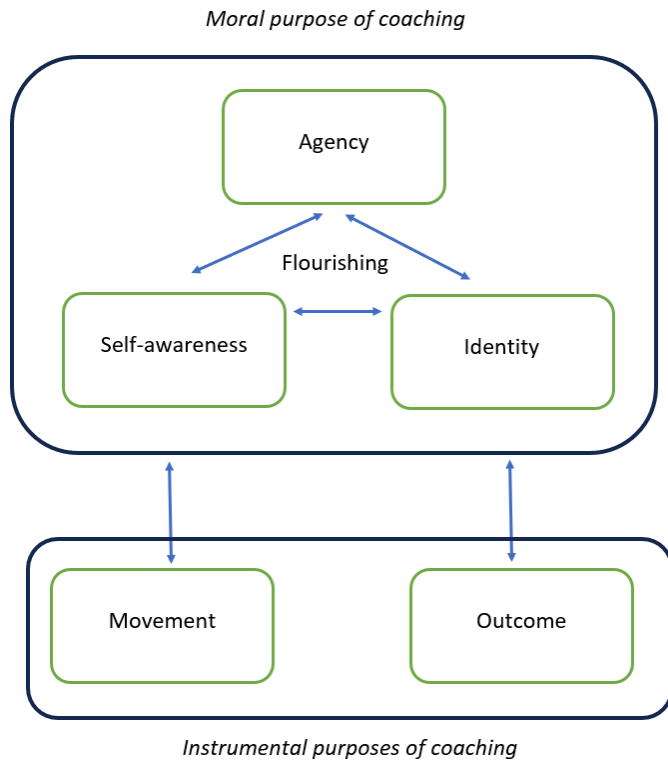 Moral purpose of coaching
Agency
Flourishing
Self-awareness
Identity
Movement
Outcome
Instrumental purposes of coaching